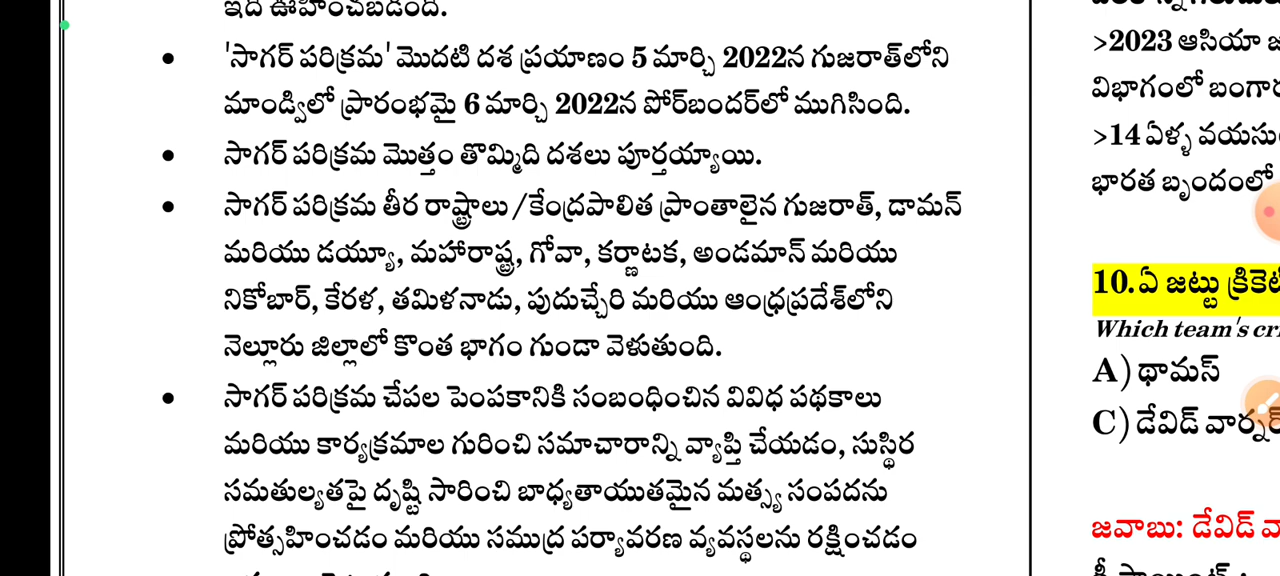 ఇది ఊహించబడింది.
• 'సాగర్ పరిక్రమ' మొదటి దశ ప్రయాణం 5 మార్చి 2022న గుజరాత్‌లోని
మాండ్విలో ప్రారంభమై 6 మార్చి 2022న పోర్‌బందర్‌లో ముగిసింది.
• సాగర్ పరిక్రమ మొత్తం తొమ్మిది దశలు పూర్తయ్యాయి.
• సాగర్ పరిక్రమ తీర రాష్ట్రాలు/కేంద్రపాలిత ప్రాంతాలైన గుజరాత్, డామన్
మరియు డయ్యూ, మహారాష్ట్ర, గోవా, కర్ణాటక, అండమాన్ మరియు
నికోబార్, కేరళ, తమిళనాడు, పుదుచ్చేరి మరియు ఆంధ్రప్రదేశ్‌లోని
నెల్లూరు జిల్లాలో కొంత భాగం గుండా వెళుతుంది.
• సాగర్ పరిక్రమ చేపల పెంపకానికి సంబంధించిన వివిధ పథకాలు
మరియు కార్యక్రమాల గురించి సమాచారాన్ని వ్యాప్తి చేయడం, సుస్థిర
సమతుల్యతపై దృష్టి సారించి బాధ్యతాయుతమైన మత్స్య సంపదను
ప్రోత్సహించడం మరియు సముద్ర పర్యావరణ వ్యవస్థలను రక్షించడం
>2023 ఆసియా
విభాగంలో
>14 ఏళ్ళ
భారత బృందంలో
10.ఏ జట్టు
Which team's
A) థామస్
C) డేవిడ్ వార్నర్
జవాబు: డేవిడ్